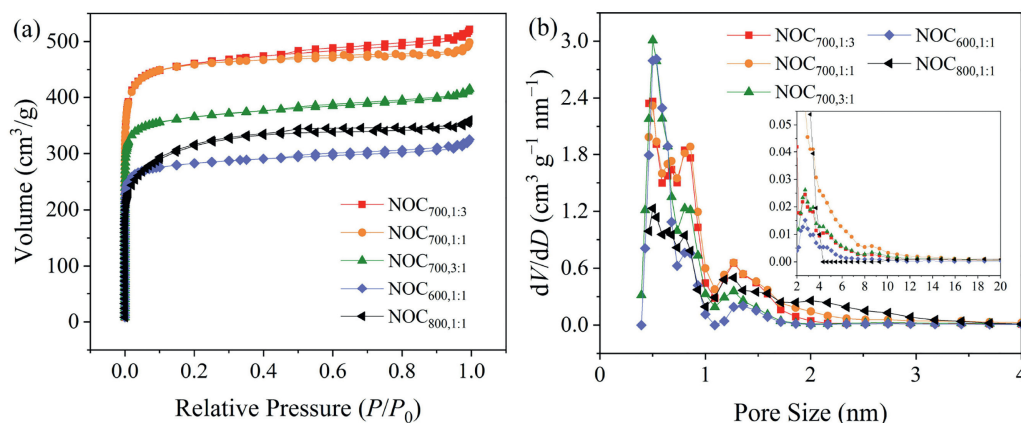 (a)
Volume (cm³/g)
500
400
300
200
100
0
NOC₇₀₀,₁:₃
NOC₇₀₀,₁:₁
NOC₇₀₀,₃:₁
NOC₆₀₀,₁:₁
NOC₈₀₀,₁:₁
0.0 0.2 0.4 0.6 0.8 1.0
Relative Pressure (P/P₀)
(b)
dV/dD (cm³ g⁻¹ nm⁻¹)
3.0
2.4
1.8
1.2
0.6
0.0
NOC₇₀₀,₁:₃ NOC₆₀₀,₁:₁
NOC₇₀₀,₁:₁ NOC₈₀₀,₁:₁
NOC₇₀₀,₃:₁
0.05
0.04
0.03
0.02
0.01
0.00
2 4 6 8 10 12 14 16 18 20
0 1 2 3 4
Pore Size (nm)